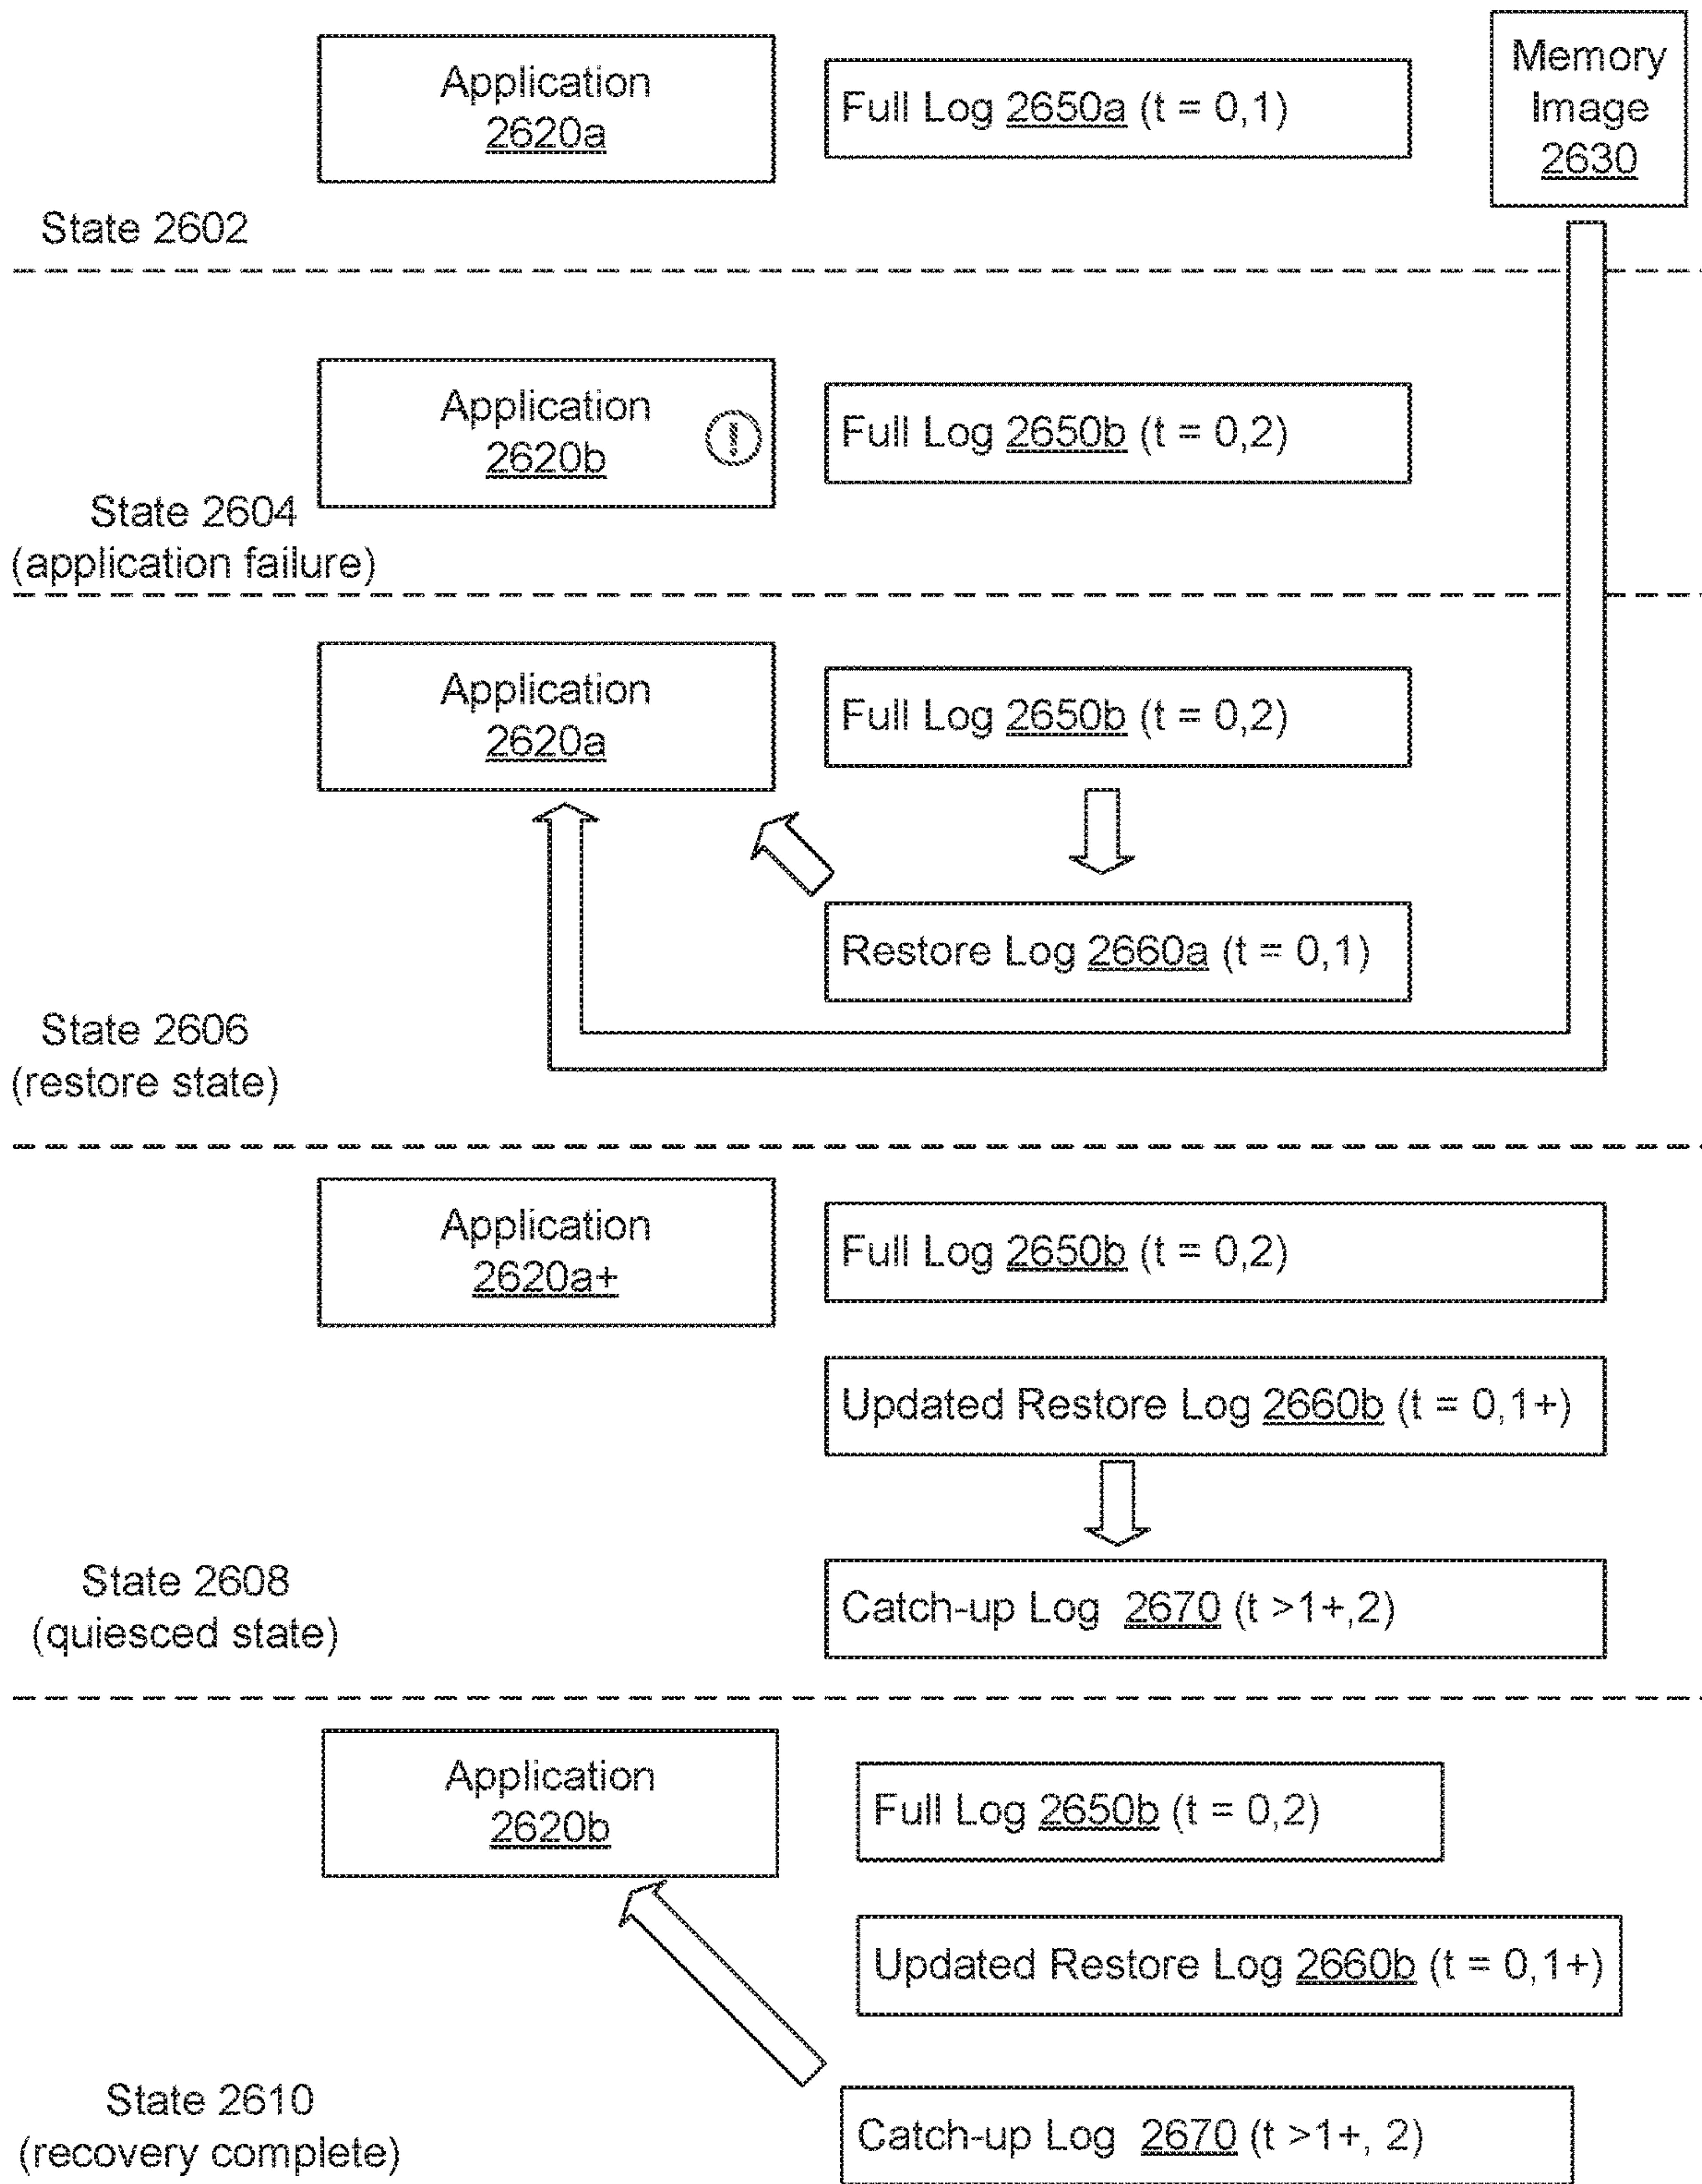 Application
2620a
Full Log 2650a (t = 0,1)
Memory
Image
2630
State 2602
Application
2620b
!
Full Log 2650b (t = 0,2)
State 2604
(application failure)
Application
2620a
Full Log 2650b (t = 0,2)
Restore Log 2660a (t = 0,1)
State 2606
(restore state)
Application
2620a+
Full Log 2650b (t = 0,2)
Updated Restore Log 2660b (t = 0,1+)
Catch-up Log 2670 (t >1+,2)
State 2608
(quiesced state)
Application
2620b
Full Log 2650b (t = 0,2)
Updated Restore Log 2660b (t = 0,1+)
Catch-up Log 2670 (t >1+, 2)
State 2610
(recovery complete)